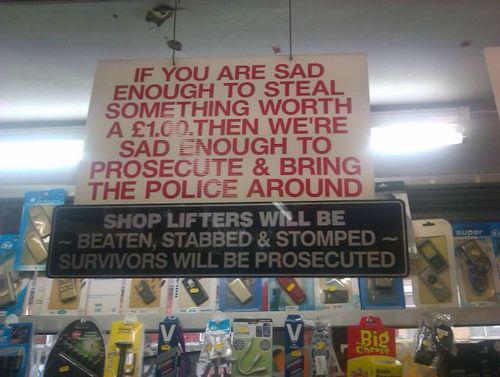 IF YOU ARE SAD
ENOUGH TO STEAL
SOMETHING WORTH
A £1.00.THEN WE'RE
SAD ENOUGH TO
PROSECUTE & BRING
THE POLICE AROUND
SHOP LIFTERS WILL BE
~ BEATEN, STABBED & STOMPED ~
SURVIVORS WILL BE PROSECUTED
super
V
V
Big
Cheese